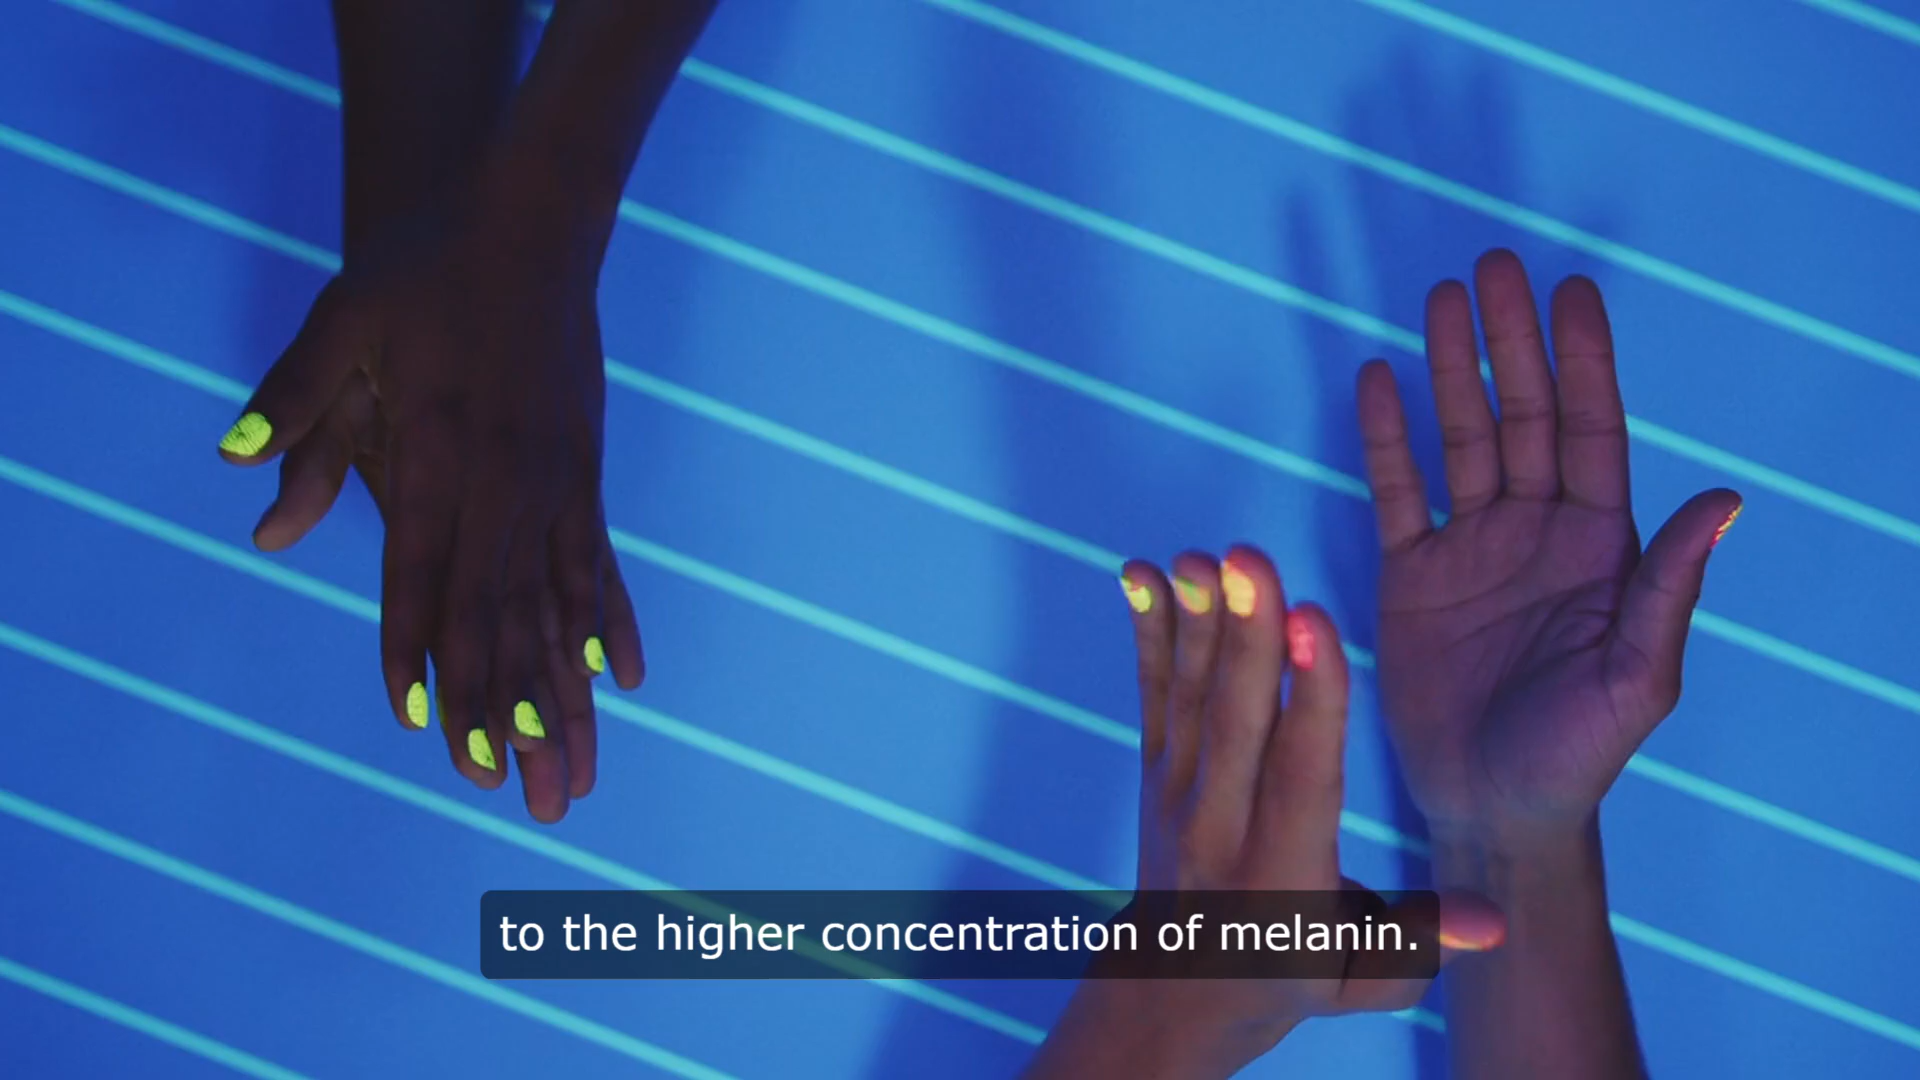 to the higher concentration of melanin.